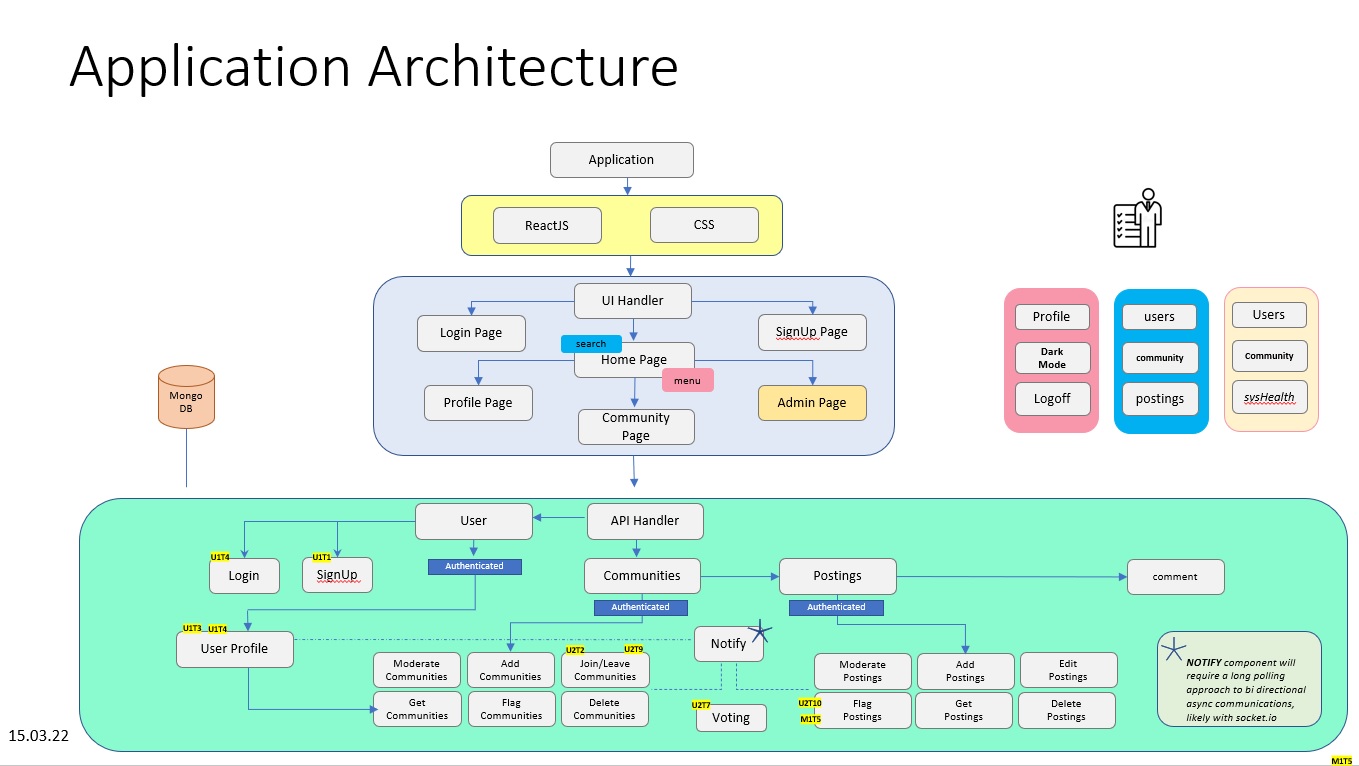 Application Architecture
Application
ReactJS
CSS
UI Handler
Login Page
SignUp Page
search
Home Page
menu
Profile Page
Admin Page
Community
Page
Profile
Dark
Mode
Logoff
users
community
postings
Users
Community
sysHealth
Mongo
DB
User
API Handler
U1T4
Login
U1T1
SignUp
Authenticated
Communities
Postings
comment
Authenticated
Authenticated
U1T3
U1T4
User Profile
Notify
U2T2
U2T9
Moderate
Communities
Add
Communities
Join/Leave
Communities
Get
Communities
Flag
Communities
Delete
Communities
U2T7
Voting
Moderate
Postings
Add
Postings
Edit
Postings
U2T10
M1T5
Flag
Postings
Get
Postings
Delete
Postings
NOTIFY component will
require a long polling
approach to bi directional
async communications,
likely with socket.io
15.03.22
M1T5